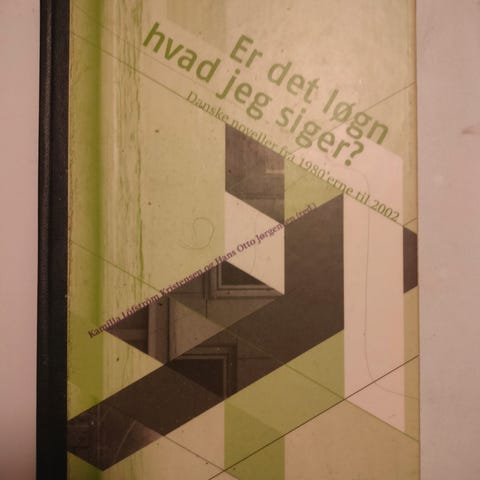 Er det løgn
hvad jeg siger?
Danske noveller fra 1980'erne til 2002
Kamilla Löfström Kristensen og Hans Otto Jørgensen (red.)